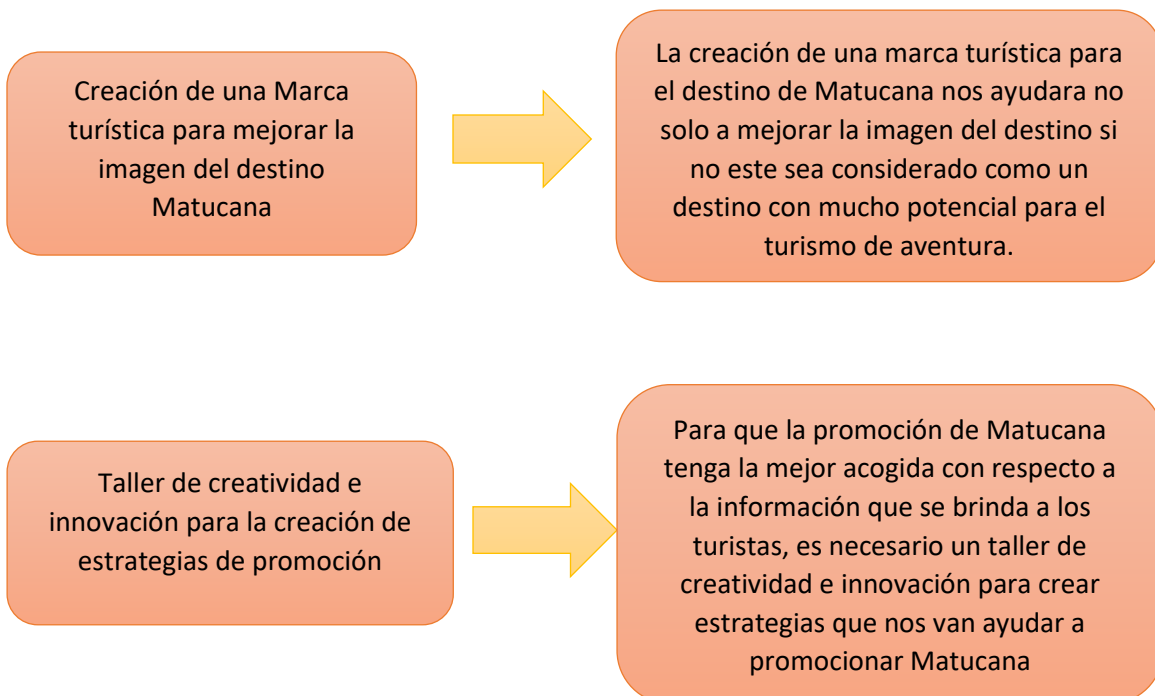 Creación de una Marca
turística para mejorar la
imagen del destino
Matucana
La creación de una marca turística para
el destino de Matucana nos ayudara no
solo a mejorar la imagen del destino si
no este sea considerado como un
destino con mucho potencial para el
turismo de aventura.
Taller de creatividad e
innovación para la creación de
estrategias de promoción
Para que la promoción de Matucana
tenga la mejor acogida con respecto a
la información que se brinda a los
turistas, es necesario un taller de
creatividad e innovación para crear
estrategias que nos van ayudar a
promocionar Matucana